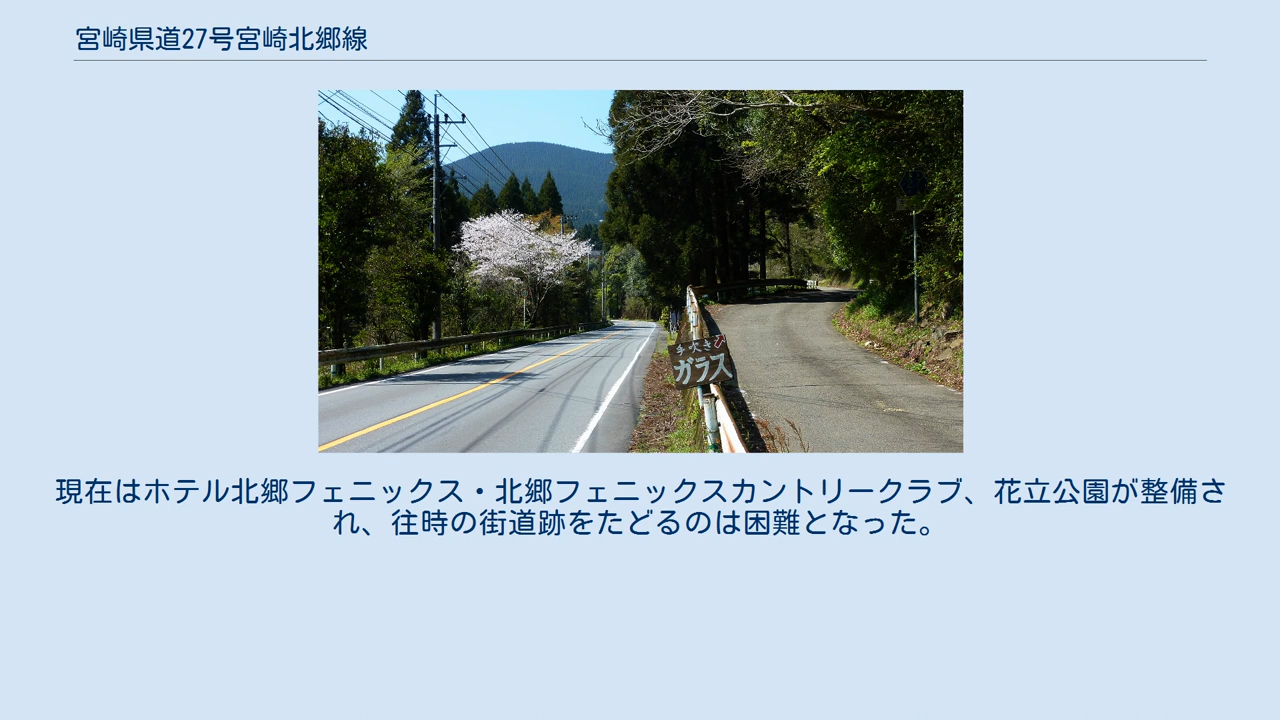 宮崎県道27号宮崎北郷線
手吹き
ガラス
現在はホテル北郷フェニックス・北郷フェニックスカントリークラブ、花立公園が整備さ
れ、往時の街道跡をたどるのは困難となった。